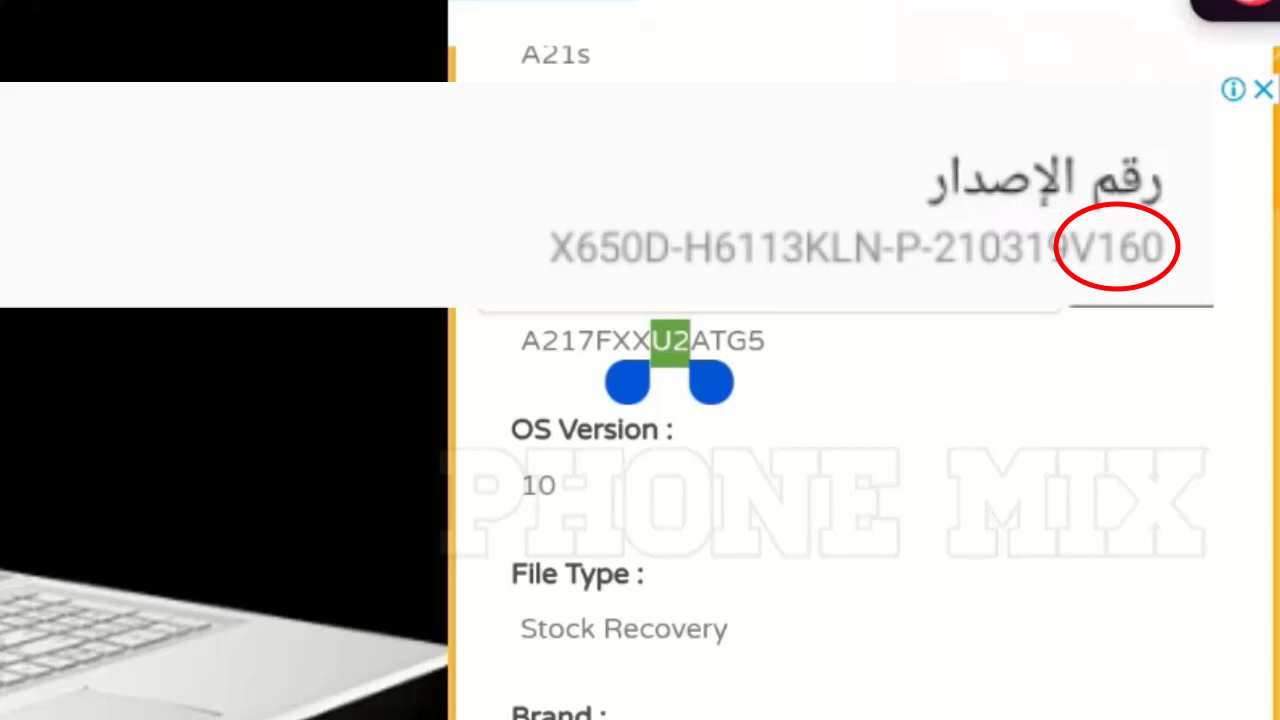 A21s
رقم الإصدار
X650D-H6113KLN-P-210319V160
A217FXXU2ATG5
OS Version :
10
PHONE MIX
File Type :
Stock Recovery
Brand :